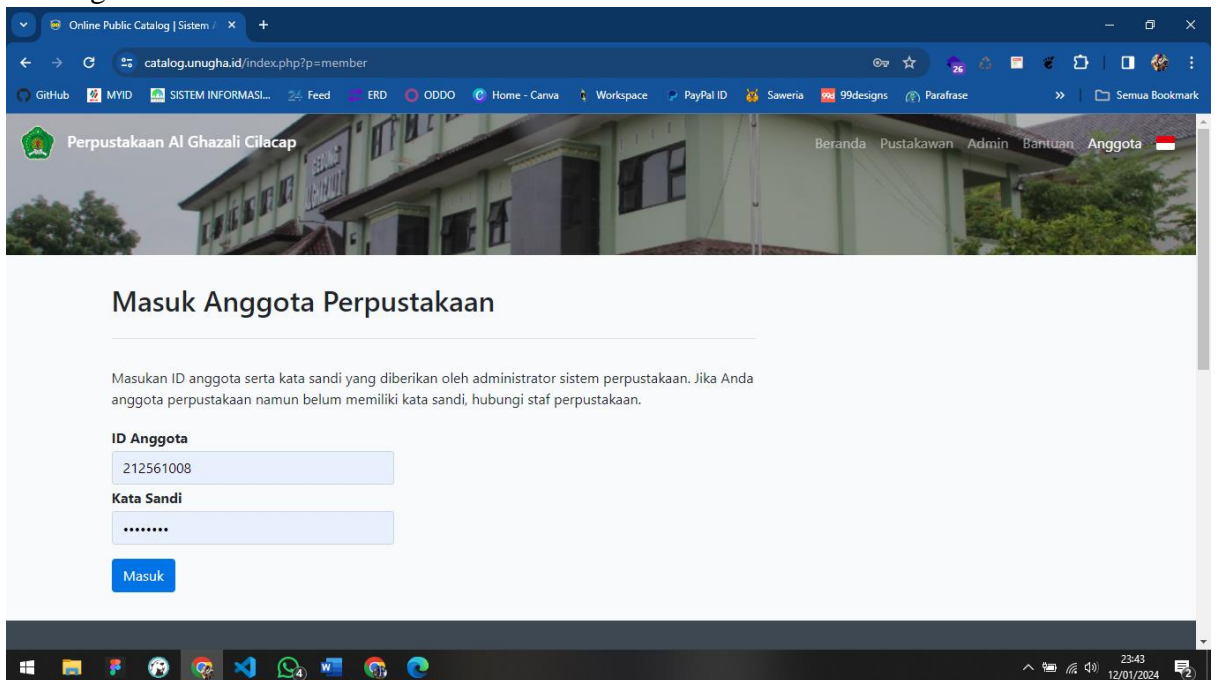 Online Public Catalog | Sistem
catalog.unugha.id/index.php?p=member
26
GitHub MYID SISTEM INFORMASI... Feed ERD ODDO Home - Canva Workspace PayPal ID Saweria 99designs Parafrase » Semua Bookmark
Perpustakaan Al Ghazali Cilacap Beranda Pustakawan Admin Bantuan Anggota
GEDUNG
Masuk Anggota Perpustakaan
Masukan ID anggota serta kata sandi yang diberikan oleh administrator sistem perpustakaan. Jika Anda
anggota perpustakaan namun belum memiliki kata sandi, hubungi staf perpustakaan.
ID Anggota
212561008
Kata Sandi
••••••••
Masuk
23:43
12/01/2024